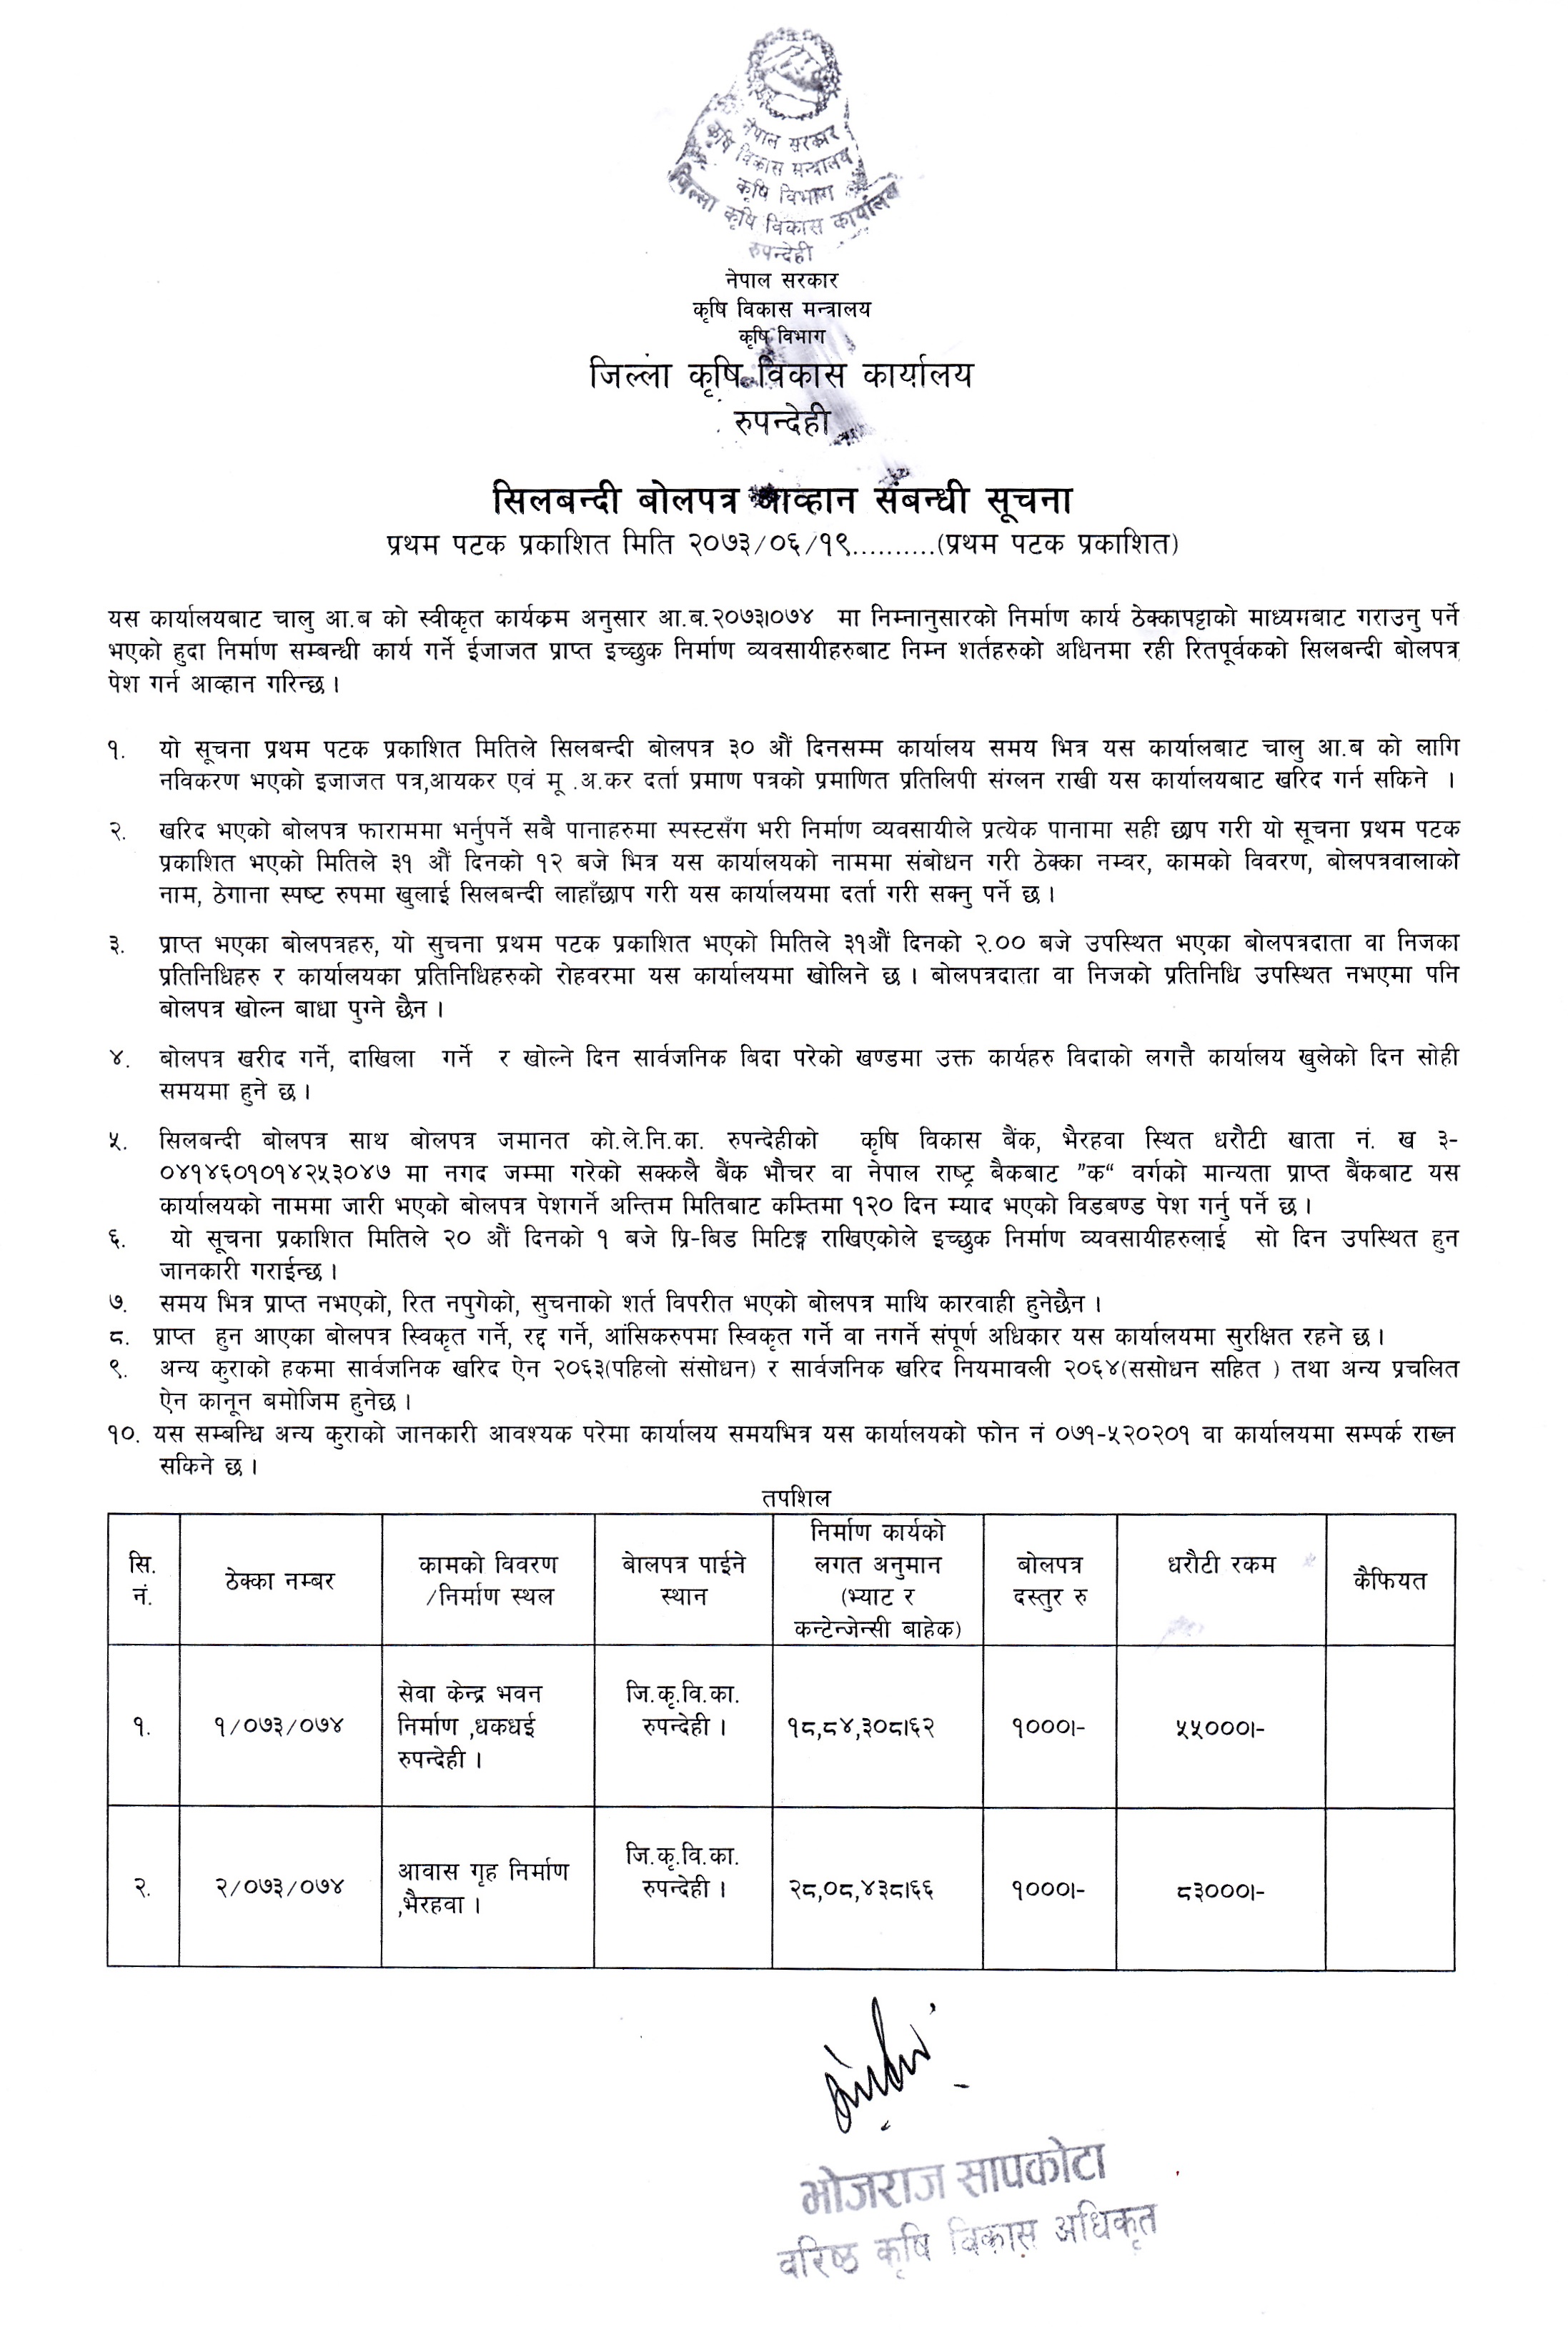 नेपाल सरकार
कृषि विकास मन्त्रालय
कृषि विभाग
जिल्ला कृषि विकास कार्यालय
रुपन्देही
नेपाल सरकार
कृषि विकास मन्त्रालय
कृषि विभाग
जिल्ला कृषि विकास कार्यालय
रुपन्देही
सिलबन्दी बोलपत्र आव्हान संबन्धी सूचना
प्रथम पटक प्रकाशित मिति २०७३/०६/१९..........(प्रथम पटक प्रकाशित)
यस कार्यालयबाट चालु आ.ब को स्वीकृत कार्यक्रम अनुसार आ.ब.२०७३।०७४ मा निम्नानुसारको निर्माण कार्य ठेक्कापट्टाको माध्यमबाट गराउनु पर्ने
भएको हुदा निर्माण सम्बन्धी कार्य गर्ने ईजाजत प्राप्त इच्छुक निर्माण व्यवसायीहरुबाट निम्न शर्तहरुको अधिनमा रही रितपूर्वकको सिलबन्दी बोलपत्र
पेश गर्न आव्हान गरिन्छ ।
१. यो सूचना प्रथम पटक प्रकाशित मितिले सिलबन्दी बोलपत्र ३० औं दिनसम्म कार्यालय समय भित्र यस कार्यालबाट चालु आ.ब को लागि
नविकरण भएको इजाजत पत्र,आयकर एवं मू .अ.कर दर्ता प्रमाण पत्रको प्रमाणित प्रतिलिपी संग्लन राखी यस कार्यालयबाट खरिद गर्न सकिने ।
२. खरिद भएको बोलपत्र फाराममा भर्नुपर्ने सबै पानाहरुमा स्पस्टसँग भरी निर्माण व्यवसायीले प्रत्येक पानामा सही छाप गरी यो सूचना प्रथम पटक
प्रकाशित भएको मितिले ३१ औं दिनको १२ बजे भित्र यस कार्यालयको नाममा संबोधन गरी ठेक्का नम्वर, कामको विवरण, बोलपत्रवालाको
नाम, ठेगाना स्पष्ट रुपमा खुलाई सिलबन्दी लाहाँछाप गरी यस कार्यालयमा दर्ता गरी सक्नु पर्ने छ ।
३. प्राप्त भएका बोलपत्रहरु, यो सुचना प्रथम पटक प्रकाशित भएको मितिले ३१औं दिनको २.०० बजे उपस्थित भएका बोलपत्रदाता वा निजका
प्रतिनिधिहरु र कार्यालयका प्रतिनिधिहरुको रोहवरमा यस कार्यालयमा खोलिने छ । बोलपत्रदाता वा निजको प्रतिनिधि उपस्थित नभएमा पनि
बोलपत्र खोल्न बाधा पुग्ने छैन ।
४. बोलपत्र खरीद गर्ने, दाखिला गर्ने र खोल्ने दिन सार्वजनिक बिदा परेको खण्डमा उक्त कार्यहरु विदाको लगत्तै कार्यालय खुलेको दिन सोही
समयमा हुने छ ।
५. सिलबन्दी बोलपत्र साथ बोलपत्र जमानत को.ले.नि.का. रुपन्देहीको कृषि विकास बैंक, भैरहवा स्थित धरौटी खाता नं. ख ३-
०४१४६०१०१४२५३०४७ मा नगद जम्मा गरेको सक्कलै बैंक भौचर वा नेपाल राष्ट्र बैकबाट ”क“ वर्गको मान्यता प्राप्त बैंकबाट यस
कार्यालयको नाममा जारी भएको बोलपत्र पेशगर्ने अन्तिम मितिबाट कम्तिमा १२० दिन म्याद भएको विडबण्ड पेश गर्नु पर्ने छ ।
६. यो सूचना प्रकाशित मितिले २० औं दिनको १ बजे प्रि-बिड मिटिङ्ग राखिएकोले इच्छुक निर्माण व्यवसायीहरुलाई सो दिन उपस्थित हुन
जानकारी गराईन्छ ।
७. समय भित्र प्राप्त नभएको, रित नपुगेको, सुचनाको शर्त विपरीत भएको बोलपत्र माथि कारवाही हुनेछैन ।
८. प्राप्त हुन आएका बोलपत्र स्विकृत गर्ने, रद्द गर्ने, आंसिकरुपमा स्विकृत गर्ने वा नगर्ने संपूर्ण अधिकार यस कार्यालयमा सुरक्षित रहने छ ।
९. अन्य कुराको हकमा सार्वजनिक खरिद ऐन २०६३(पहिलो संसोधन) र सार्वजनिक खरिद नियमावली २०६४(ससोधन सहित ) तथा अन्य प्रचलित
ऐन कानून बमोजिम हुनेछ ।
१०. यस सम्बन्धि अन्य कुराको जानकारी आवश्यक परेमा कार्यालय समयभित्र यस कार्यालयको फोन नं ०७१-५२०२०१ वा कार्यालयमा सम्पर्क राख्न
सकिने छ ।
तपशिल
सि. नं. ठेक्का नम्बर कामको विवरण /निर्माण स्थल बोलपत्र पाईने स्थान निर्माण कार्यको लगत अनुमान (भ्याट र कन्टेन्जेन्सी बाहेक) बोलपत्र दस्तुर रु धरौटी रकम कैफियत
१. १/०७३/०७४ सेवा केन्द्र भवन निर्माण ,धकधई रुपन्देही । जि.कृ.वि.का. रुपन्देही । १८,८४,३०८।६२ १०००।- ५५०००।-
२. २/०७३/०७४ आवास गृह निर्माण ,भैरहवा । जि.कृ.वि.का. रुपन्देही । २८,०८,४३८।६६ १०००।- ८३०००।-
भोजराज सापकोटा
वरिष्ठ कृषि विकास अधिकृत